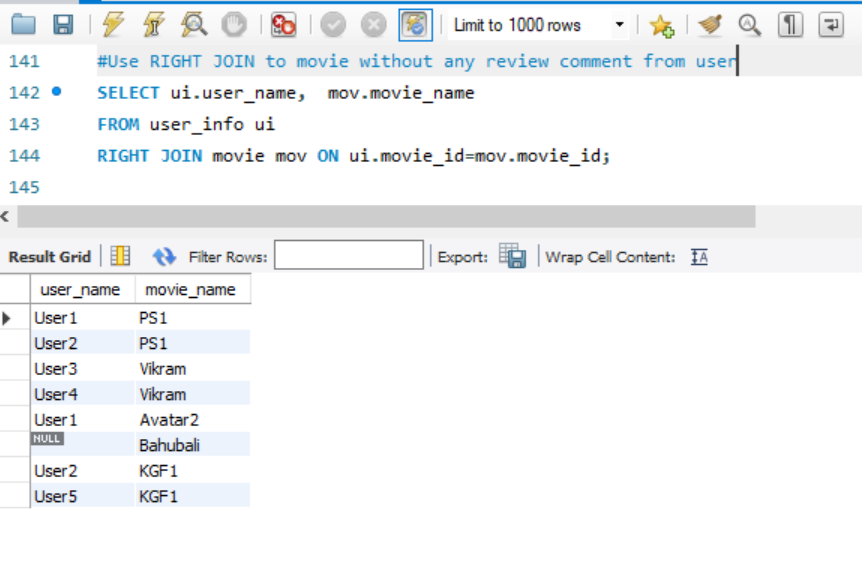 Limit to 1000 rows
141 #Use RIGHT JOIN to movie without any review comment from user
142 SELECT ui.user_name,  mov.movie_name
143 FROM user_info ui
144 RIGHT JOIN movie mov ON ui.movie_id=mov.movie_id;
145
Result Grid Filter Rows: Export: Wrap Cell Content: IA
user_name movie_name
User1 PS1
User2 PS1
User3 Vikram
User4 Vikram
User1 Avatar2
NULL Bahubali
User2 KGF1
User5 KGF1